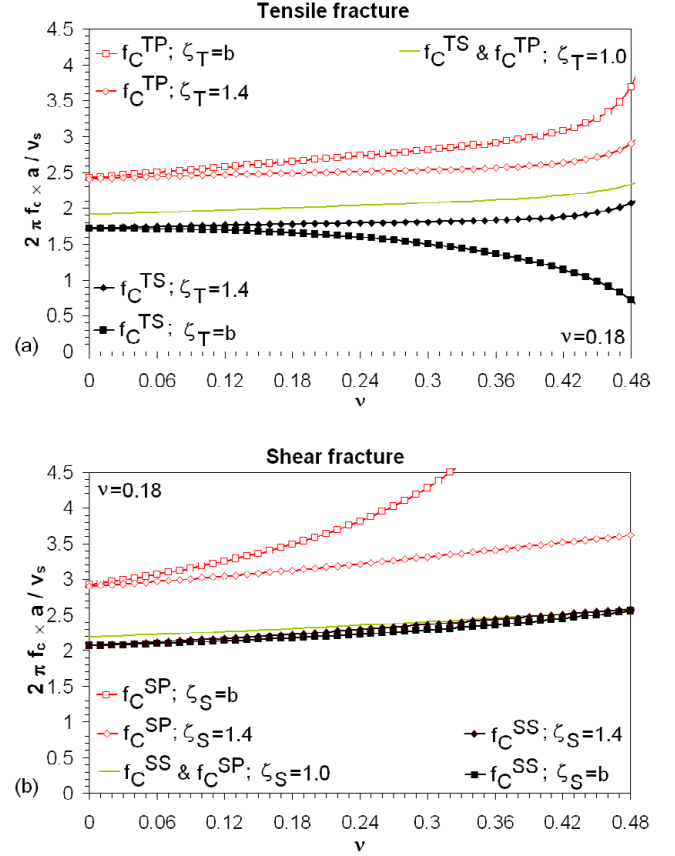 Tensile fracture
4.5
4
3.5
3
2.5
2
1.5
1
0.5
0
2 π f_c × a / v_s
f_C^TP; ζ_T=b
f_C^TP; ζ_T=1.4
f_C^TS & f_C^TP; ζ_T=1.0
f_C^TS; ζ_T=1.4
f_C^TS; ζ_T=b
ν=0.18
(a)
0 0.06 0.12 0.18 0.24 0.3 0.36 0.42 0.48
ν
Shear fracture
4.5
4
3.5
3
2.5
2
1.5
1
0.5
0
2 π f_c × a / v_s
ν=0.18
f_C^SP; ζ_S=b
f_C^SP; ζ_S=1.4
f_C^SS & f_C^SP; ζ_S=1.0
f_C^SS; ζ_S=1.4
f_C^SS; ζ_S=b
(b)
0 0.06 0.12 0.18 0.24 0.3 0.36 0.42 0.48
ν